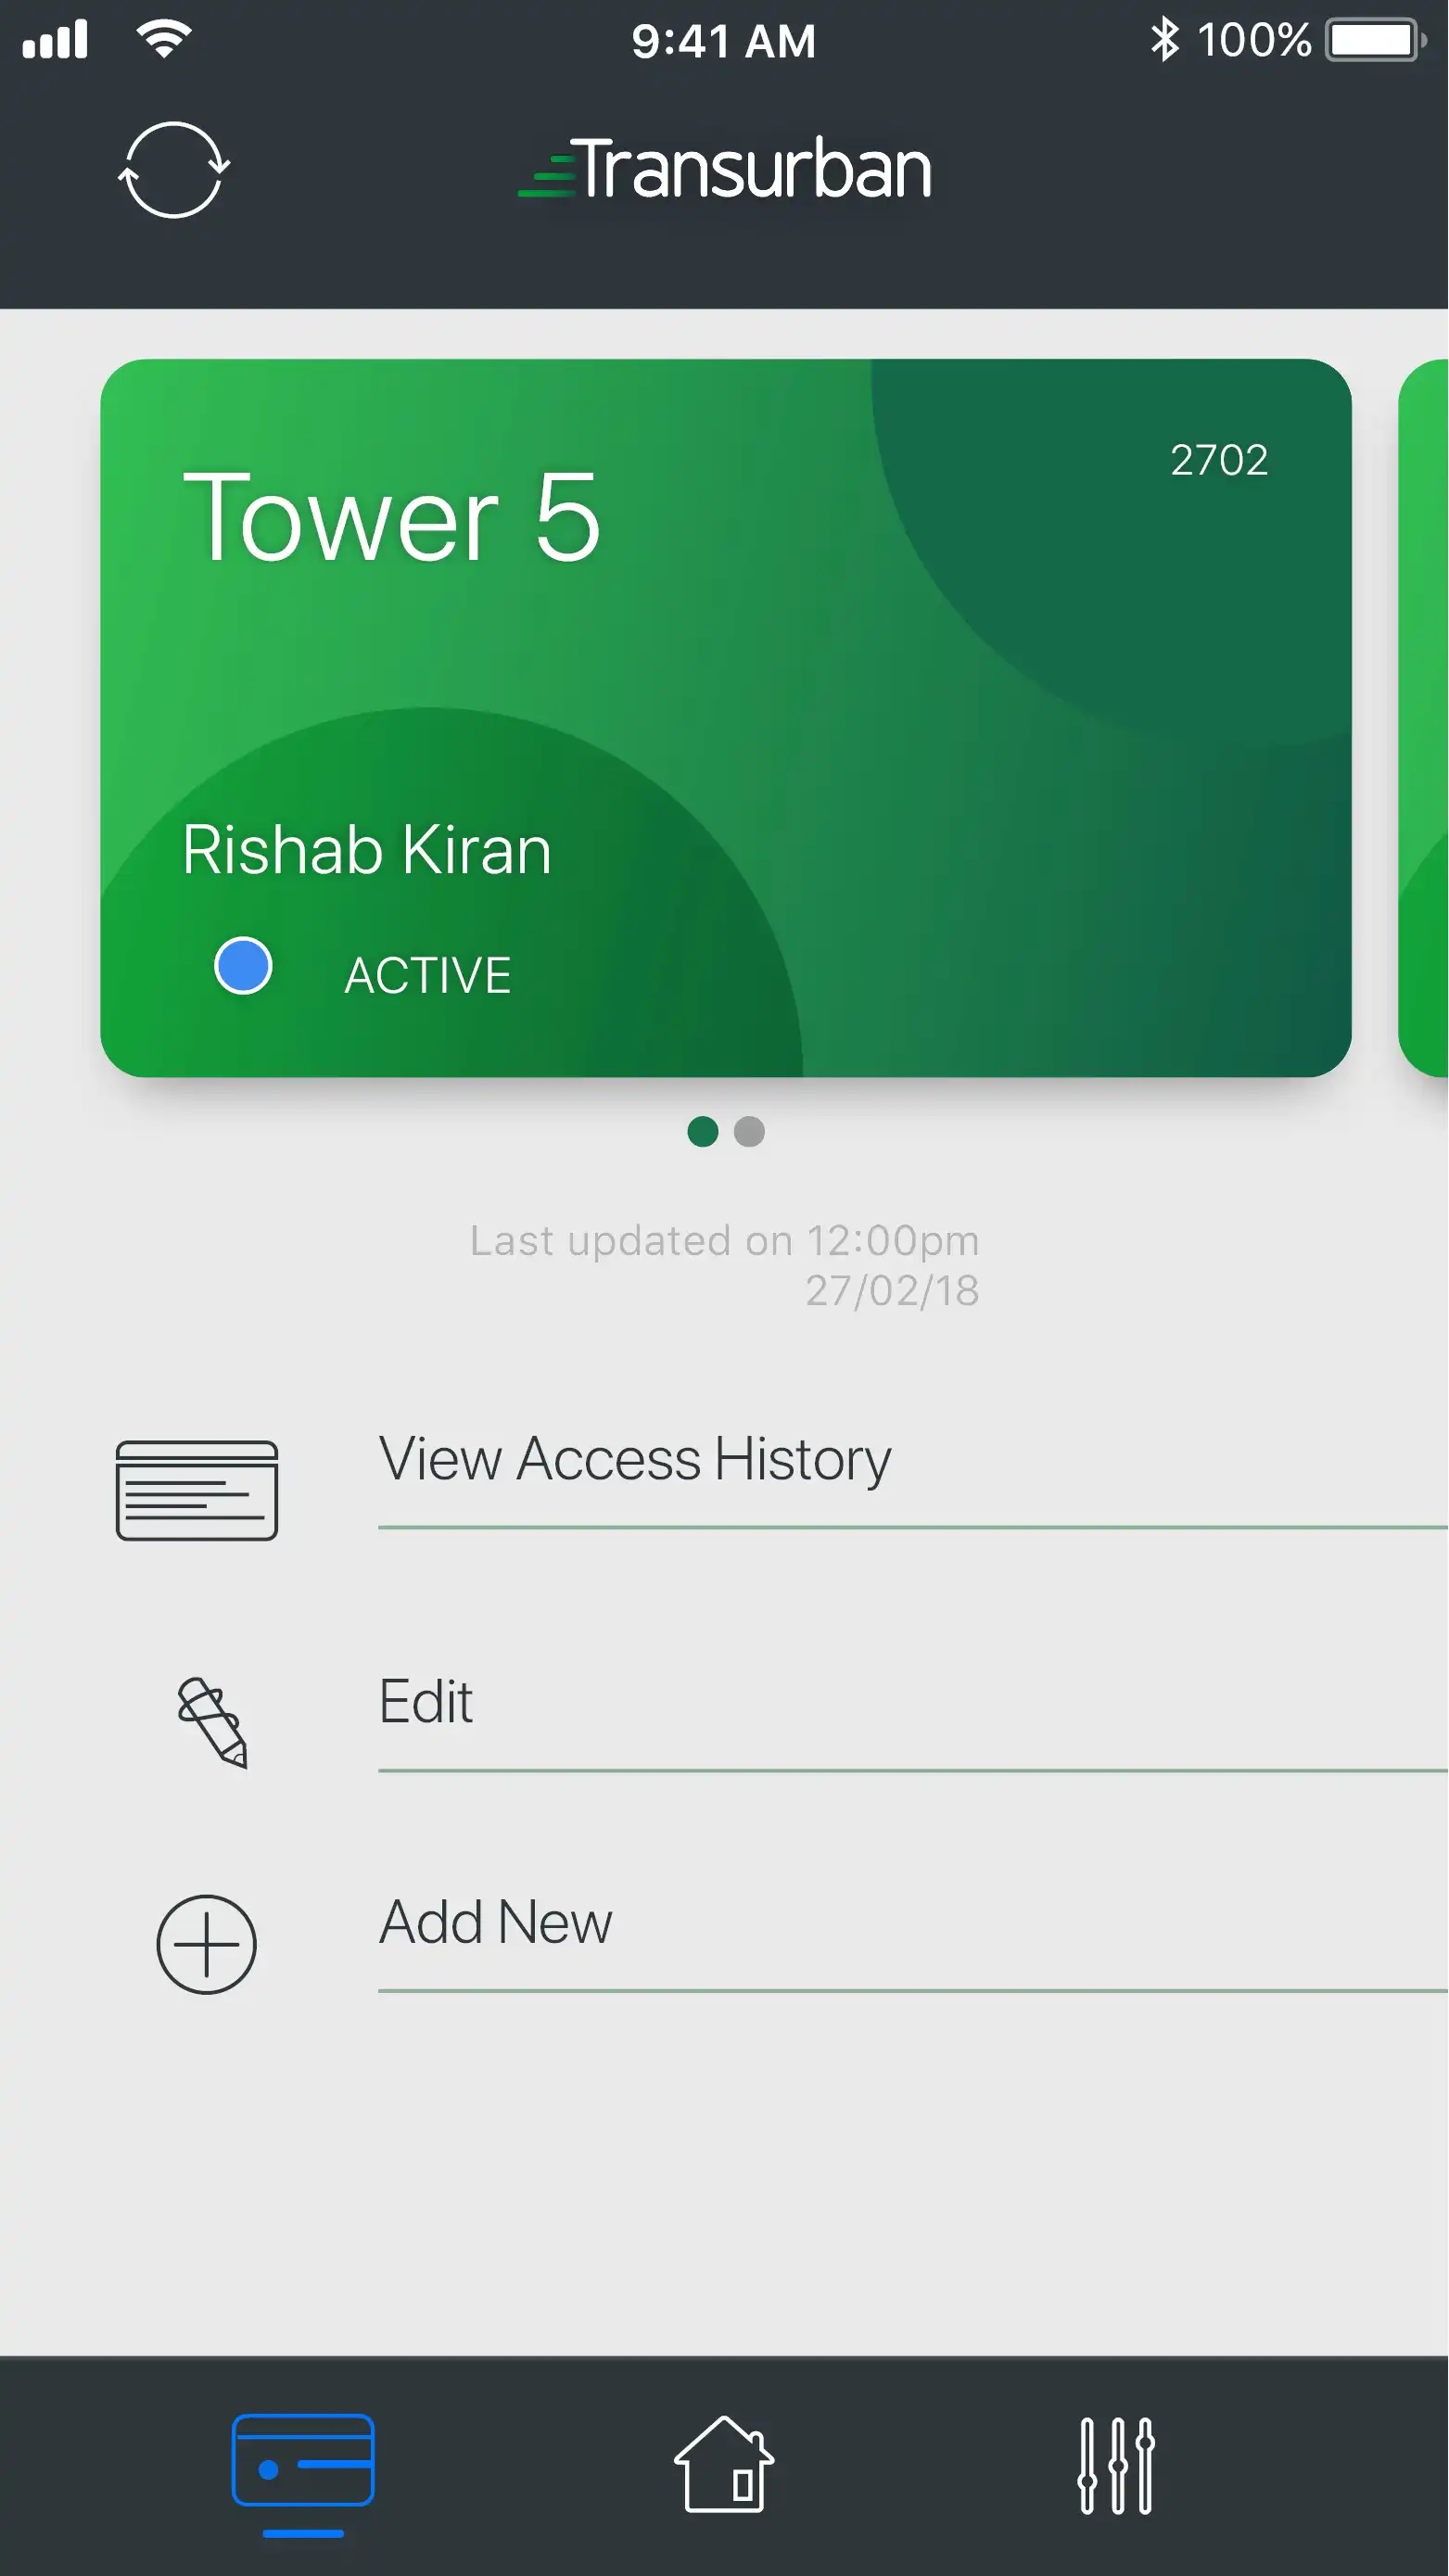 9:41 AM
100%
Transurban
Tower 5
2702
Rishab Kiran
ACTIVE
Last updated on 12:00pm
27/02/18
View Access History
Edit
Add New